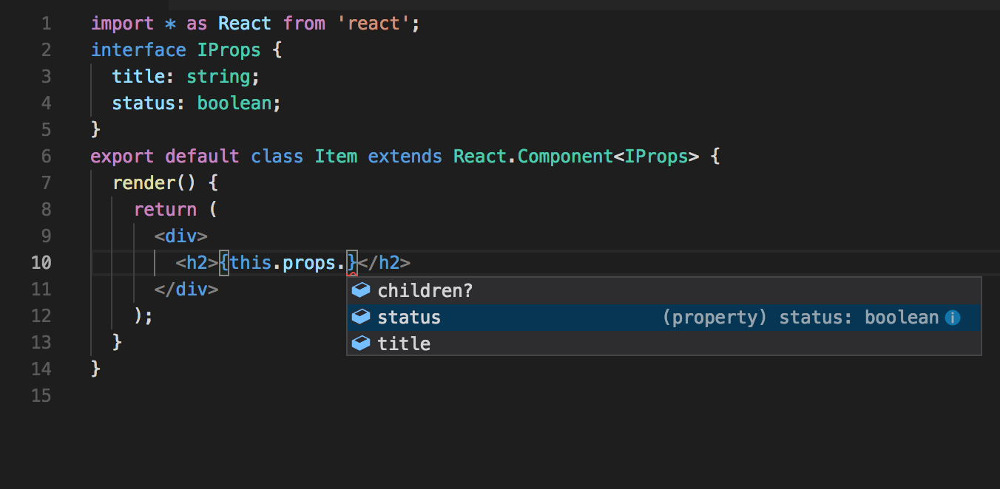 1 import * as React from 'react';
2 interface IProps {
3 title: string;
4 status: boolean;
5 }
6 export default class Item extends React.Component<IProps> {
7 render() {
8 return (
9 <div>
10 <h2>{this.props.}</h2>
11 </div>
children?
12 );
status (property) status: boolean
13 }
title
14 }
15